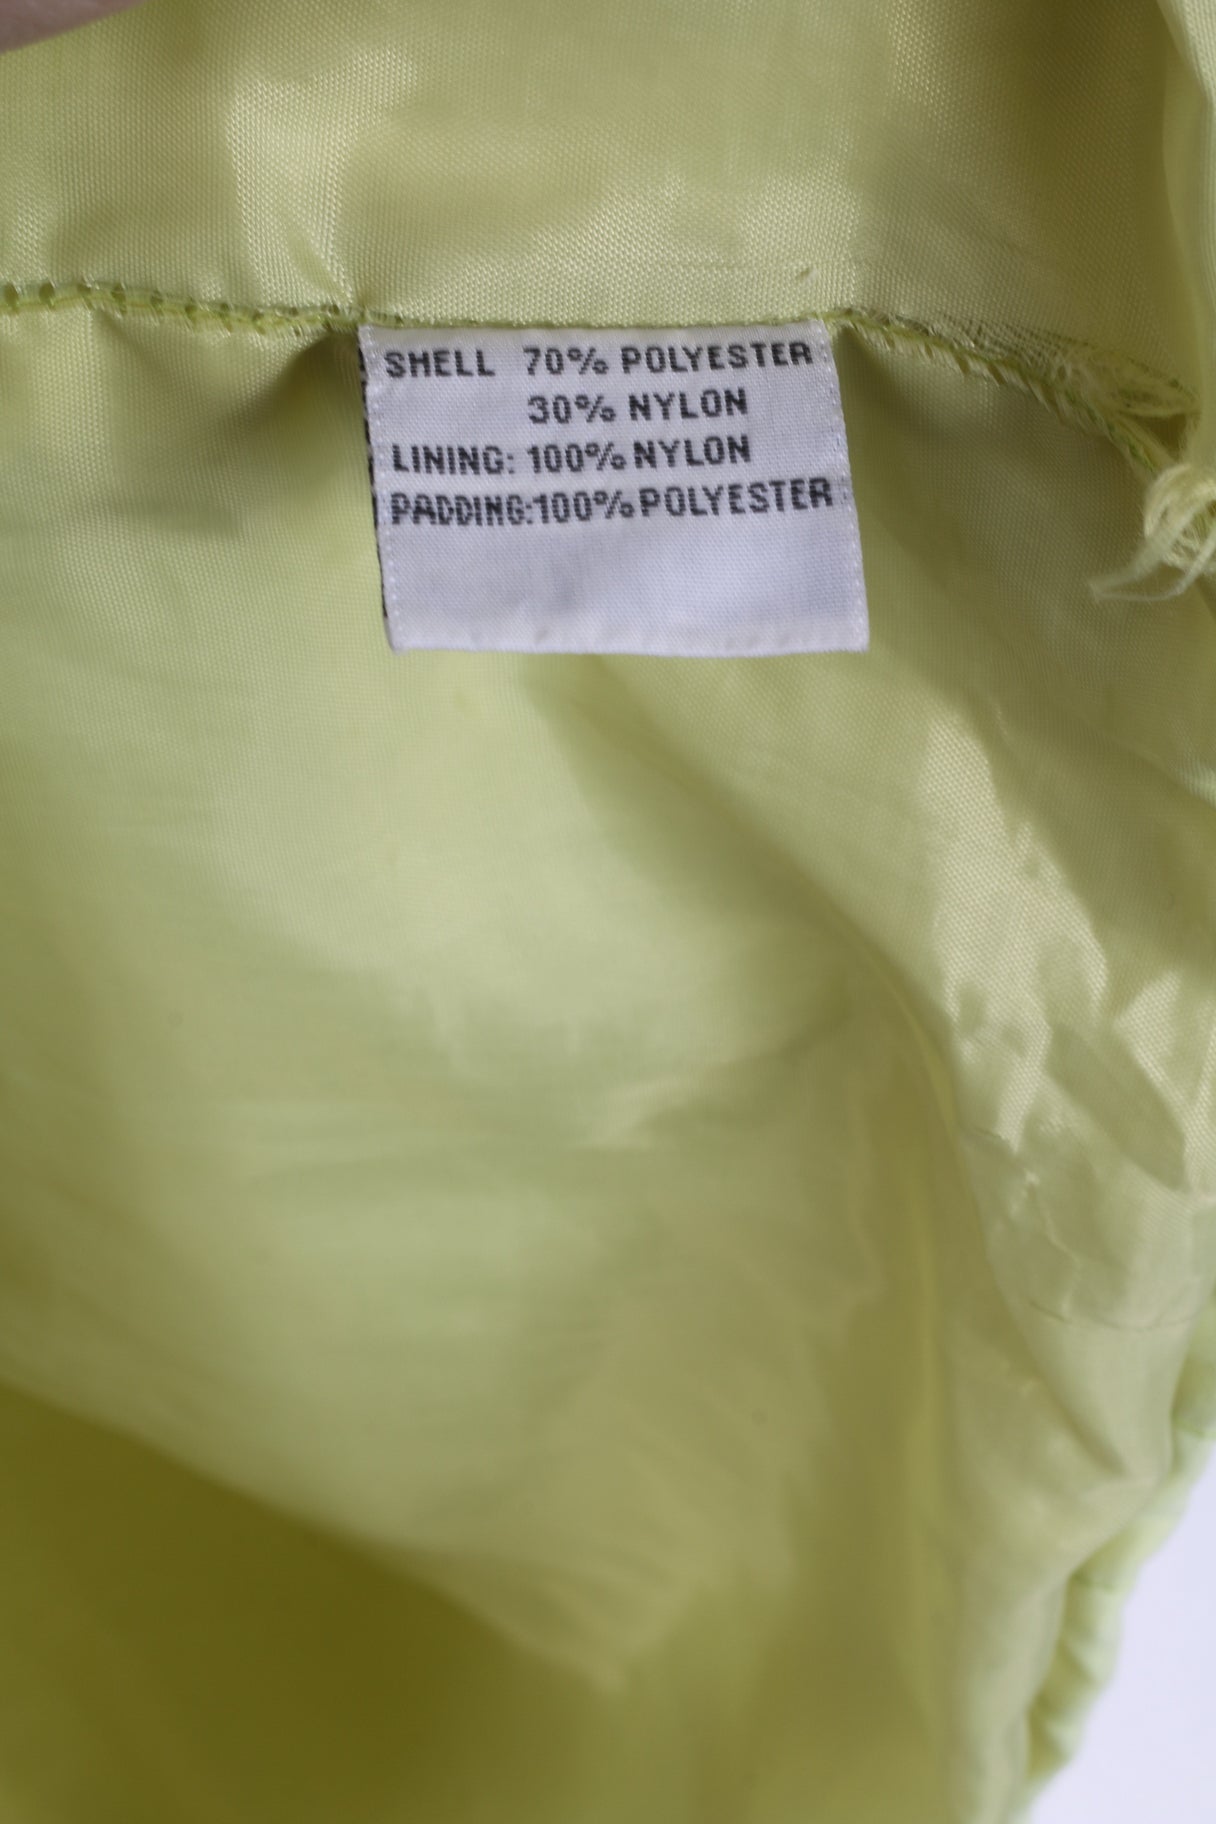 SHELL 70% POLYESTER
30% NYLON
LINING: 100% NYLON
PADDING:100% POLYESTER